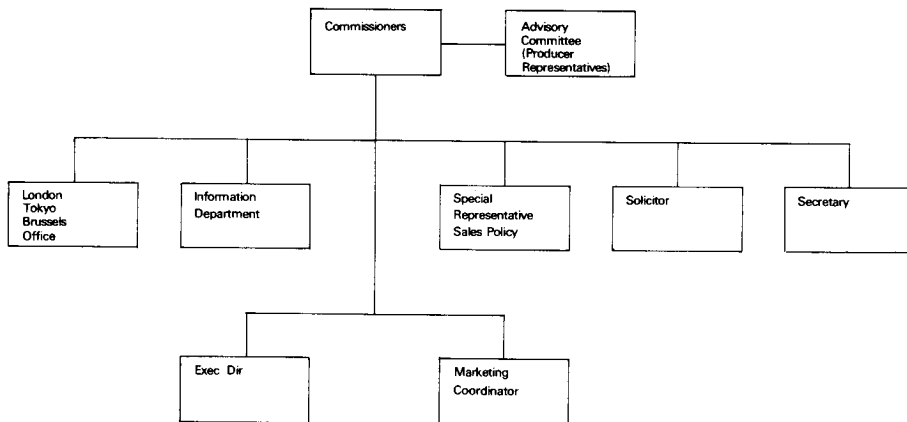 Commissioners
Advisory
Committee
(Producer
Representatives)
London
Tokyo
Brussels
Office
Information
Department
Special
Representative
Sales Policy
Solicitor
Secretary
Exec Dir
Marketing
Coordinator